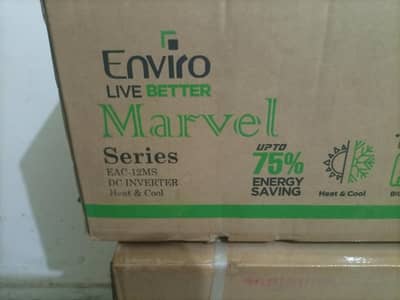 Enviro
LIVE BETTER
Marvel
Series
EAC-12MS
DC INVERTER
Heat & Cool
UPTO
75%
ENERGY
SAVING
Heat & Cool